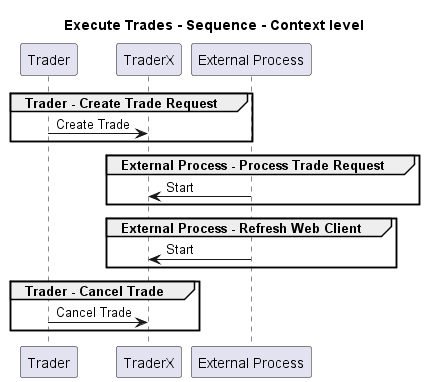 Execute Trades - Sequence - Context level
Trader TraderX External Process
Trader - Create Trade Request
Create Trade
External Process - Process Trade Request
Start
External Process - Refresh Web Client
Start
Trader - Cancel Trade
Cancel Trade
Trader TraderX External Process